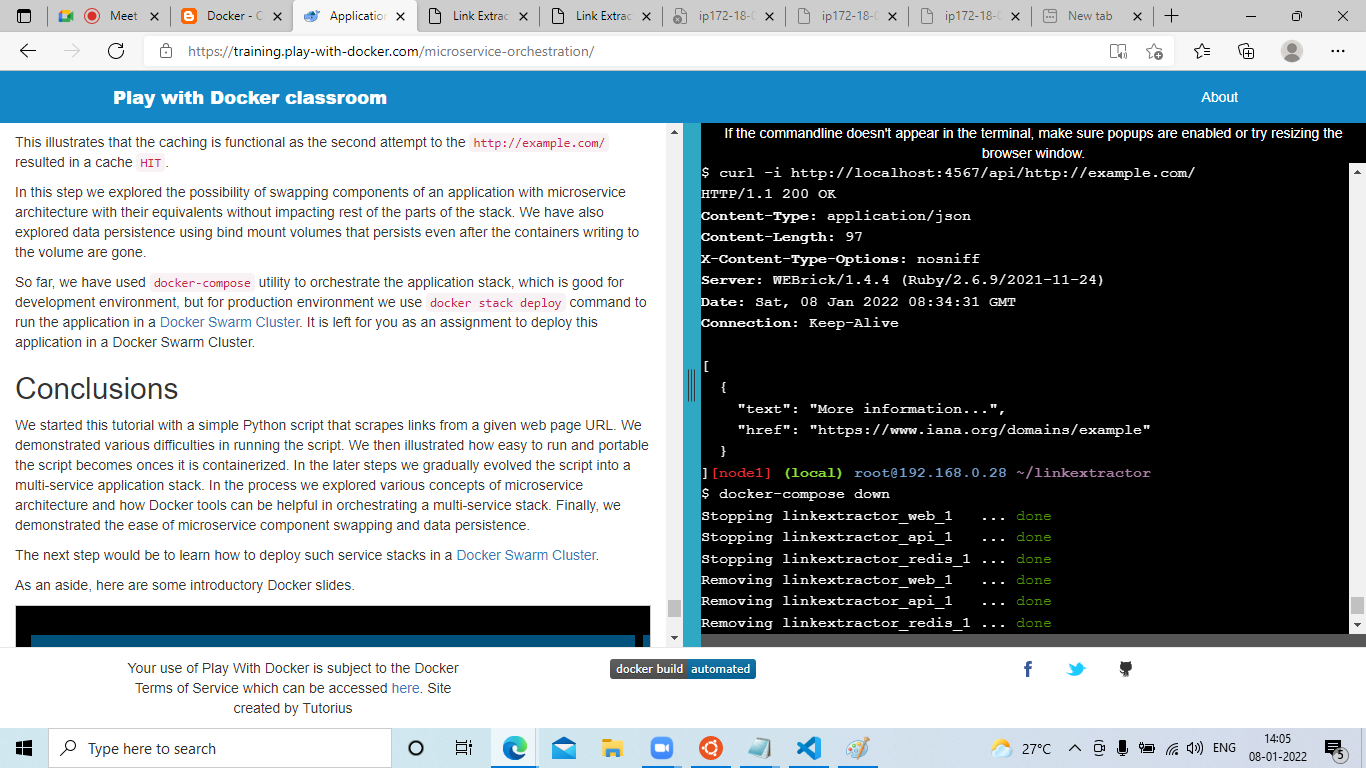 Meet
Docker - C
Application
Link Extrac
Link Extrac
ip172-18-0
ip172-18-0
ip172-18-0
New tab
https://training.play-with-docker.com/microservice-orchestration/
Play with Docker classroom
About
This illustrates that the caching is functional as the second attempt to the http://example.com/
resulted in a cache HIT.
In this step we explored the possibility of swapping components of an application with microservice
architecture with their equivalents without impacting rest of the parts of the stack. We have also
explored data persistence using bind mount volumes that persists even after the containers writing to
the volume are gone.
So far, we have used docker-compose utility to orchestrate the application stack, which is good for
development environment, but for production environment we use docker stack deploy command to
run the application in a Docker Swarm Cluster. It is left for you as an assignment to deploy this
application in a Docker Swarm Cluster.
Conclusions
We started this tutorial with a simple Python script that scrapes links from a given web page URL. We
demonstrated various difficulties in running the script. We then illustrated how easy to run and portable
the script becomes onces it is containerized. In the later steps we gradually evolved the script into a
multi-service application stack. In the process we explored various concepts of microservice
architecture and how Docker tools can be helpful in orchestrating a multi-service stack. Finally, we
demonstrated the ease of microservice component swapping and data persistence.
The next step would be to learn how to deploy such service stacks in a Docker Swarm Cluster.
As an aside, here are some introductory Docker slides.
If the commandline doesn't appear in the terminal, make sure popups are enabled or try resizing the
browser window.
$ curl -i http://localhost:4567/api/http://example.com/
HTTP/1.1 200 OK
Content-Type: application/json
Content-Length: 97
X-Content-Type-Options: nosniff
Server: WEBrick/1.4.4 (Ruby/2.6.9/2021-11-24)
Date: Sat, 08 Jan 2022 08:34:31 GMT
Connection: Keep-Alive
[
{
"text": "More information...",
"href": "https://www.iana.org/domains/example"
}
][node1] (local) root@192.168.0.28 ~/linkextractor
$ docker-compose down
Stopping linkextractor_web_1 ... done
Stopping linkextractor_api_1 ... done
Stopping linkextractor_redis_1 ... done
Removing linkextractor_web_1 ... done
Removing linkextractor_api_1 ... done
Removing linkextractor_redis_1 ... done
Your use of Play With Docker is subject to the Docker
Terms of Service which can be accessed here. Site
created by Tutorius
docker build automated
Type here to search
27°C
ENG
14:05
08-01-2022
5